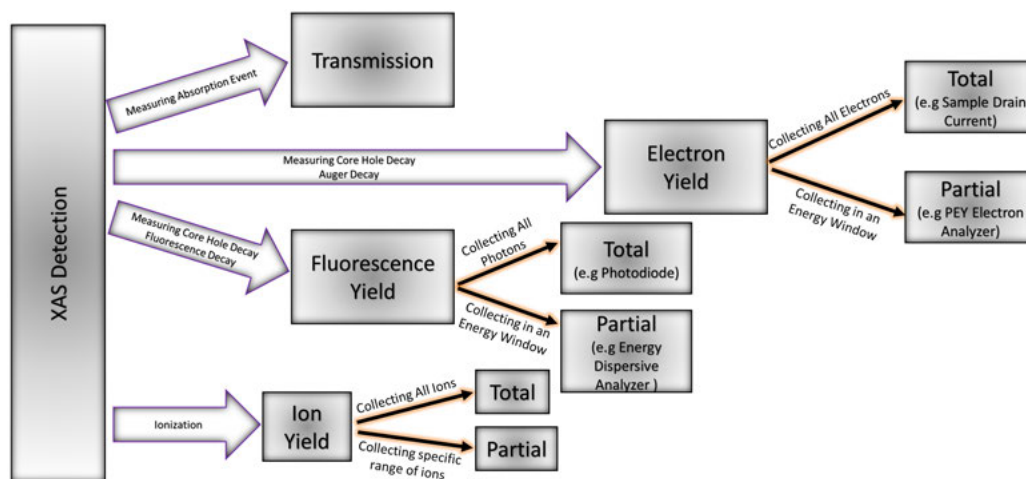 XAS Detection
Measuring Absorption Event
Transmission
Measuring Core Hole Decay
Auger Decay
Electron
Yield
Collecting All Electrons
Total
(e.g Sample Drain
Current)
Collecting in an
Energy Window
Partial
(e.g PEY Electron
Analyzer)
Measuring Core Hole Decay
Fluorescence Decay
Fluorescence
Yield
Collecting All
Photons
Total
(e.g Photodiode)
Collecting in an
Energy Window
Partial
(e.g Energy
Dispersive
Analyzer )
Ionization
Ion
Yield
Collecting All Ions
Total
Collecting specific
range of ions
Partial